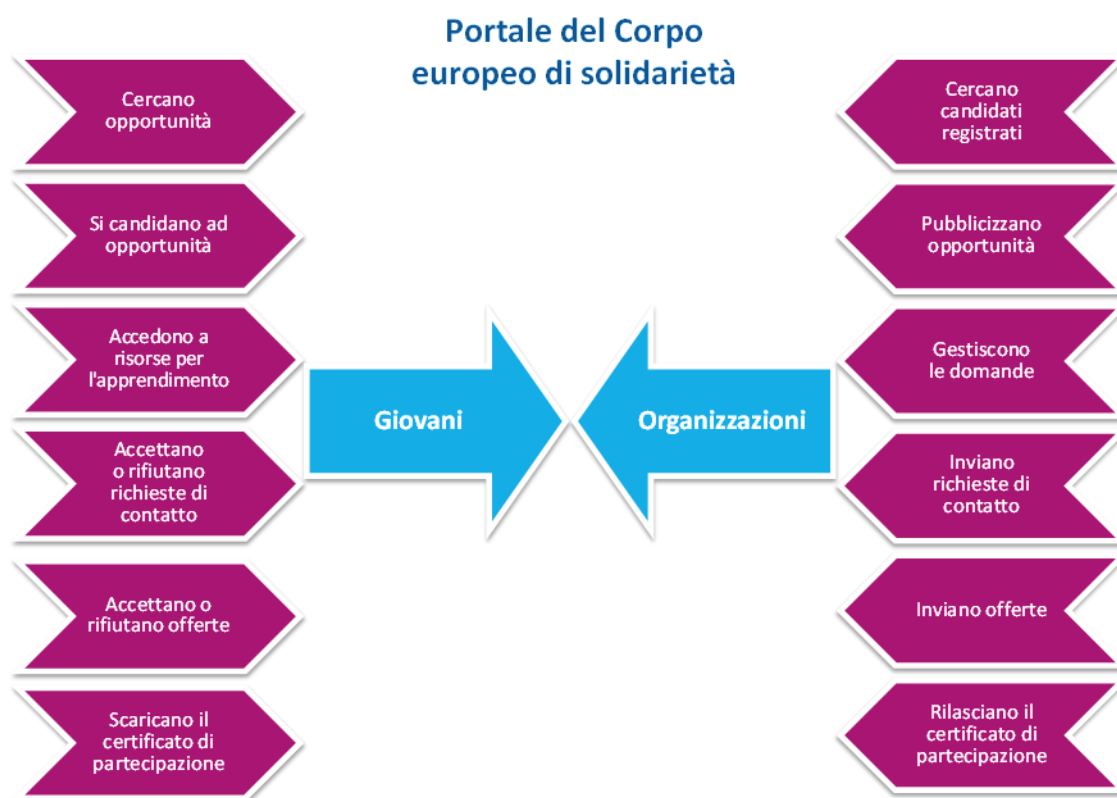 Portale del Corpo
europeo di solidarietà
Cercano
opportunità
Si candidano ad
opportunità
Accedono a
risorse per
l'apprendimento
Accettano
o rifiutano
richieste di
contatto
Accettano o
rifiutano offerte
Scaricano il
certificato di
partecipazione
Giovani
Organizzazioni
Cercano
candidati
registrati
Pubblicizzano
opportunità
Gestiscono
le domande
Inviano
richieste di
contatto
Inviano offerte
Rilasciano il
certificato di
partecipazione